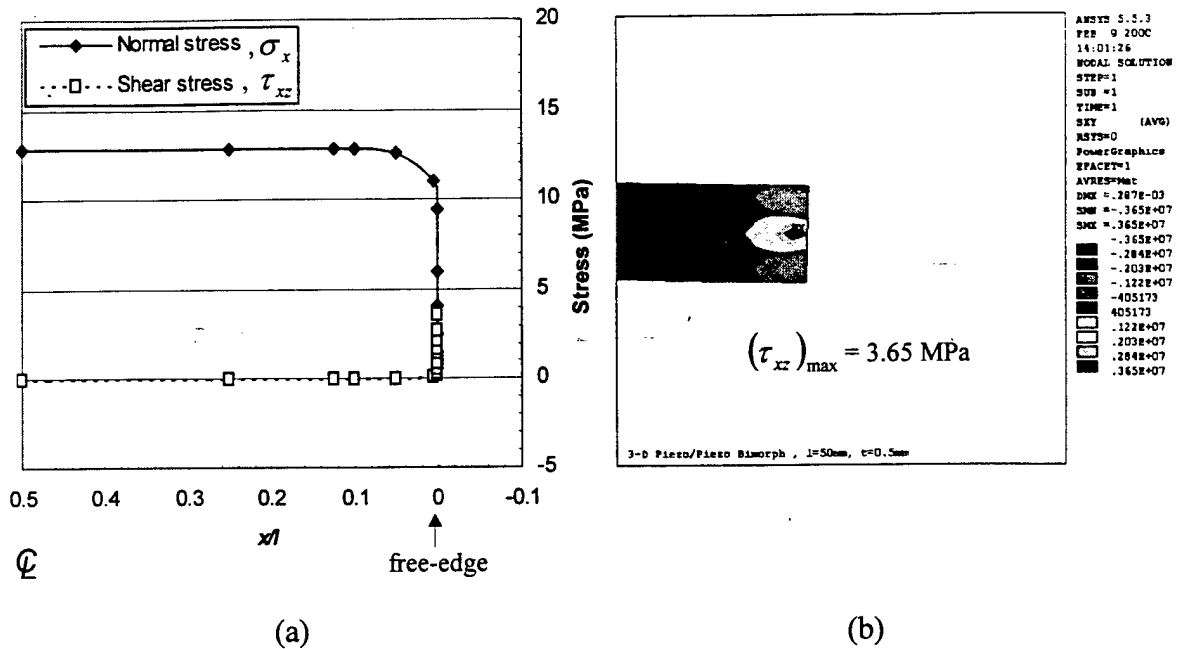 Normal stress , σx
Shear stress , τxz
20
15
10
5
0
-5
Stress (MPa)
0.5 0.4 0.3 0.2 0.1 0 -0.1
x/l
℄
free-edge
(a)
ANSYS 5.5.3
FEB 9 2000
14:01:26
NODAL SOLUTION
STEP=1
SUB =1
TIME=1
SXY (AVG)
RSYS=0
PowerGraphics
EFACET=1
AVRES=Mat
DMX =.287E-03
SMN =-.365E+07
SMX =.365E+07
-.365E+07
-.284E+07
-.203E+07
-.122E+07
-405173
405173
.122E+07
.203E+07
.284E+07
.365E+07
(τxz)max = 3.65 MPa
3-D Piezo/Piezo Bimorph , l=50mm, t=0.5mm
(b)